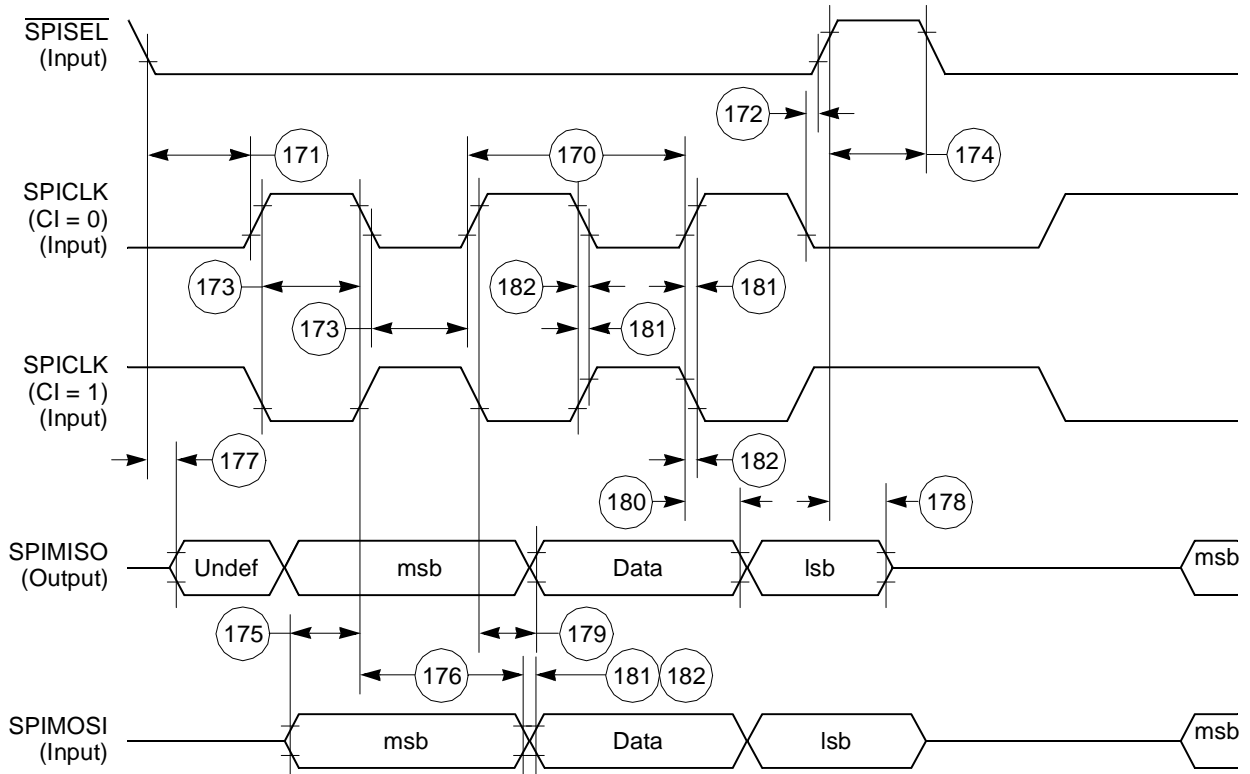 SPISEL
(Input)
172
171
170
174
SPICLK
(CI = 0)
(Input)
173
182
181
173
181
SPICLK
(CI = 1)
(Input)
177
182
180
178
SPIMISO
(Output)
Undef
msb
Data
lsb
msb
175
179
176
181
182
SPIMOSI
(Input)
msb
Data
lsb
msb